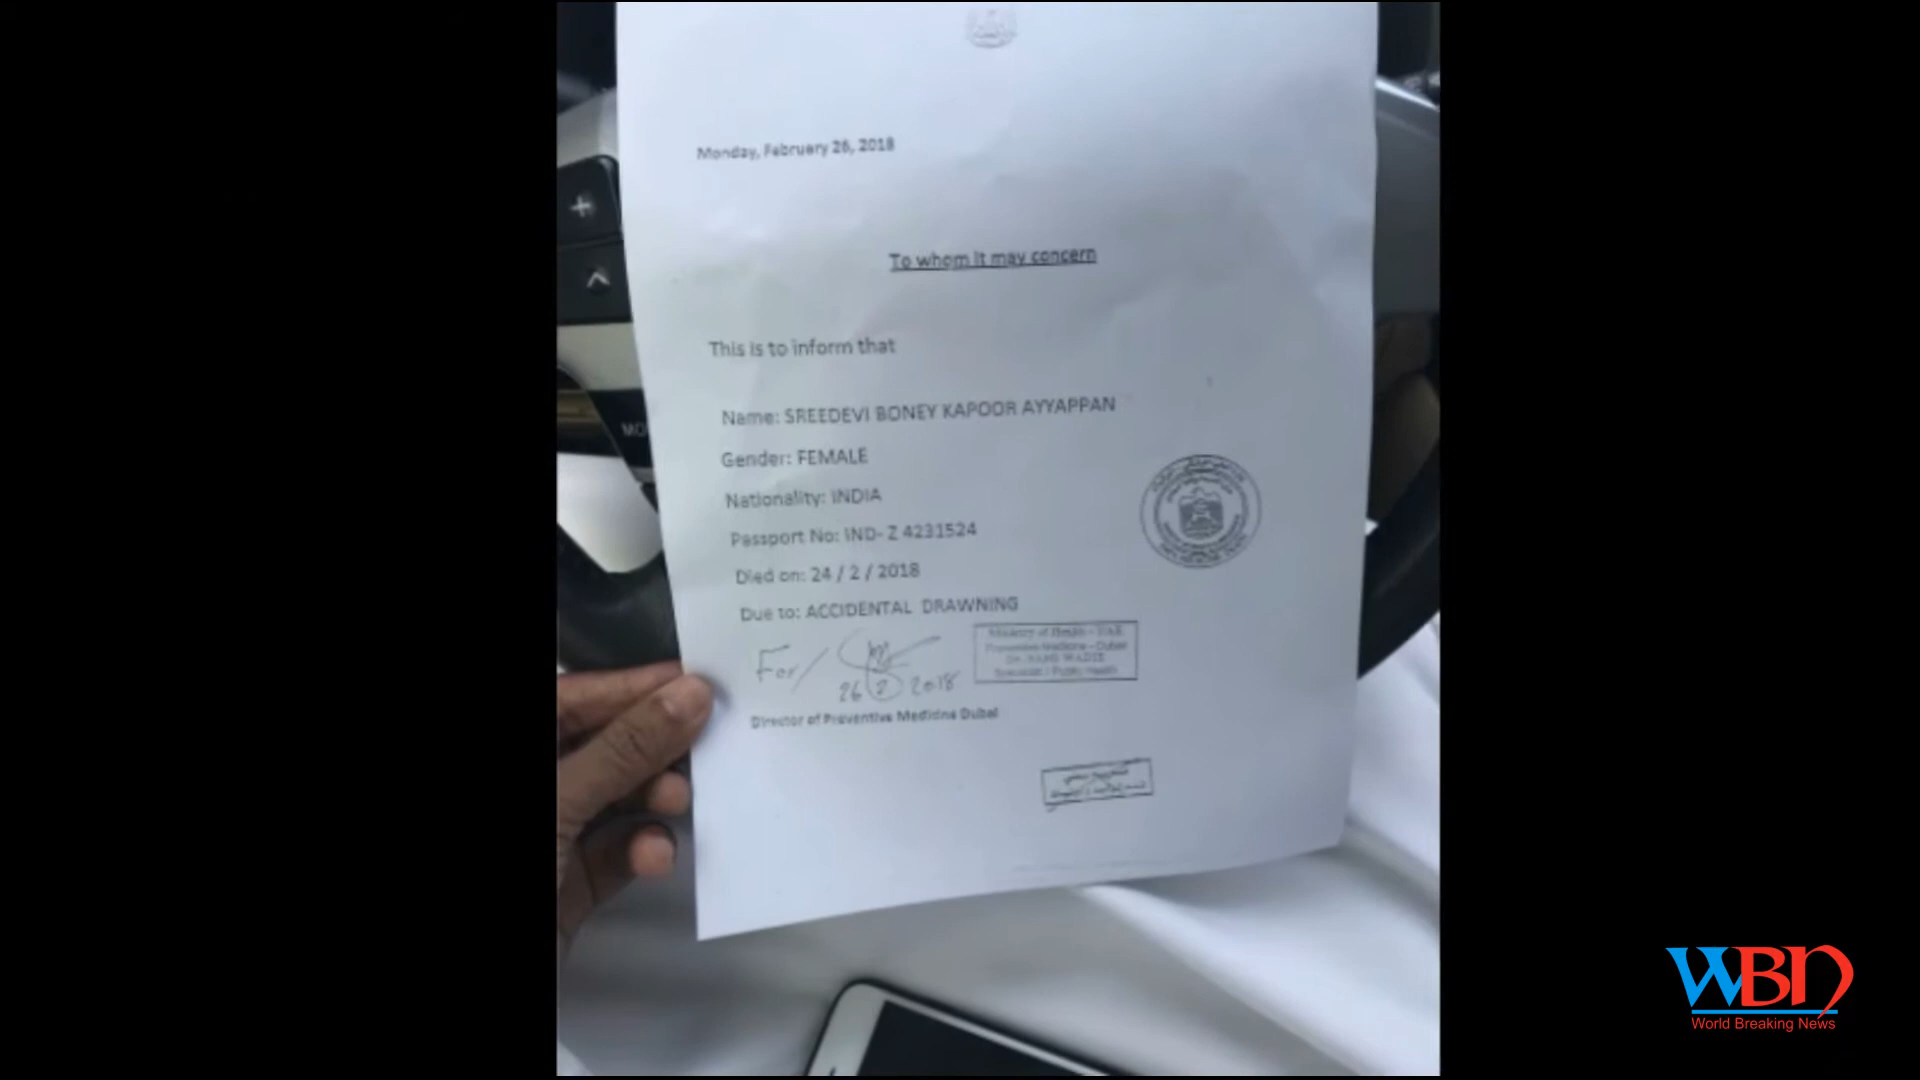 Monday, February 26, 2018
To whom it may concern
This is to inform that
Name: SREEDEVI BONEY KAPOOR AYYAPPAN
Gender: FEMALE
Nationality: INDIA
Passport No: IND- Z 4231524
Died on: 24 / 2 / 2018
Due to: ACCIDENTAL DRAWNING
For/
26 2 2018
Ministry of Health - UAE
Preventive Medicine - Dubai
Director of Preventive Medicine Dubai
MO
WBN
World Breaking News